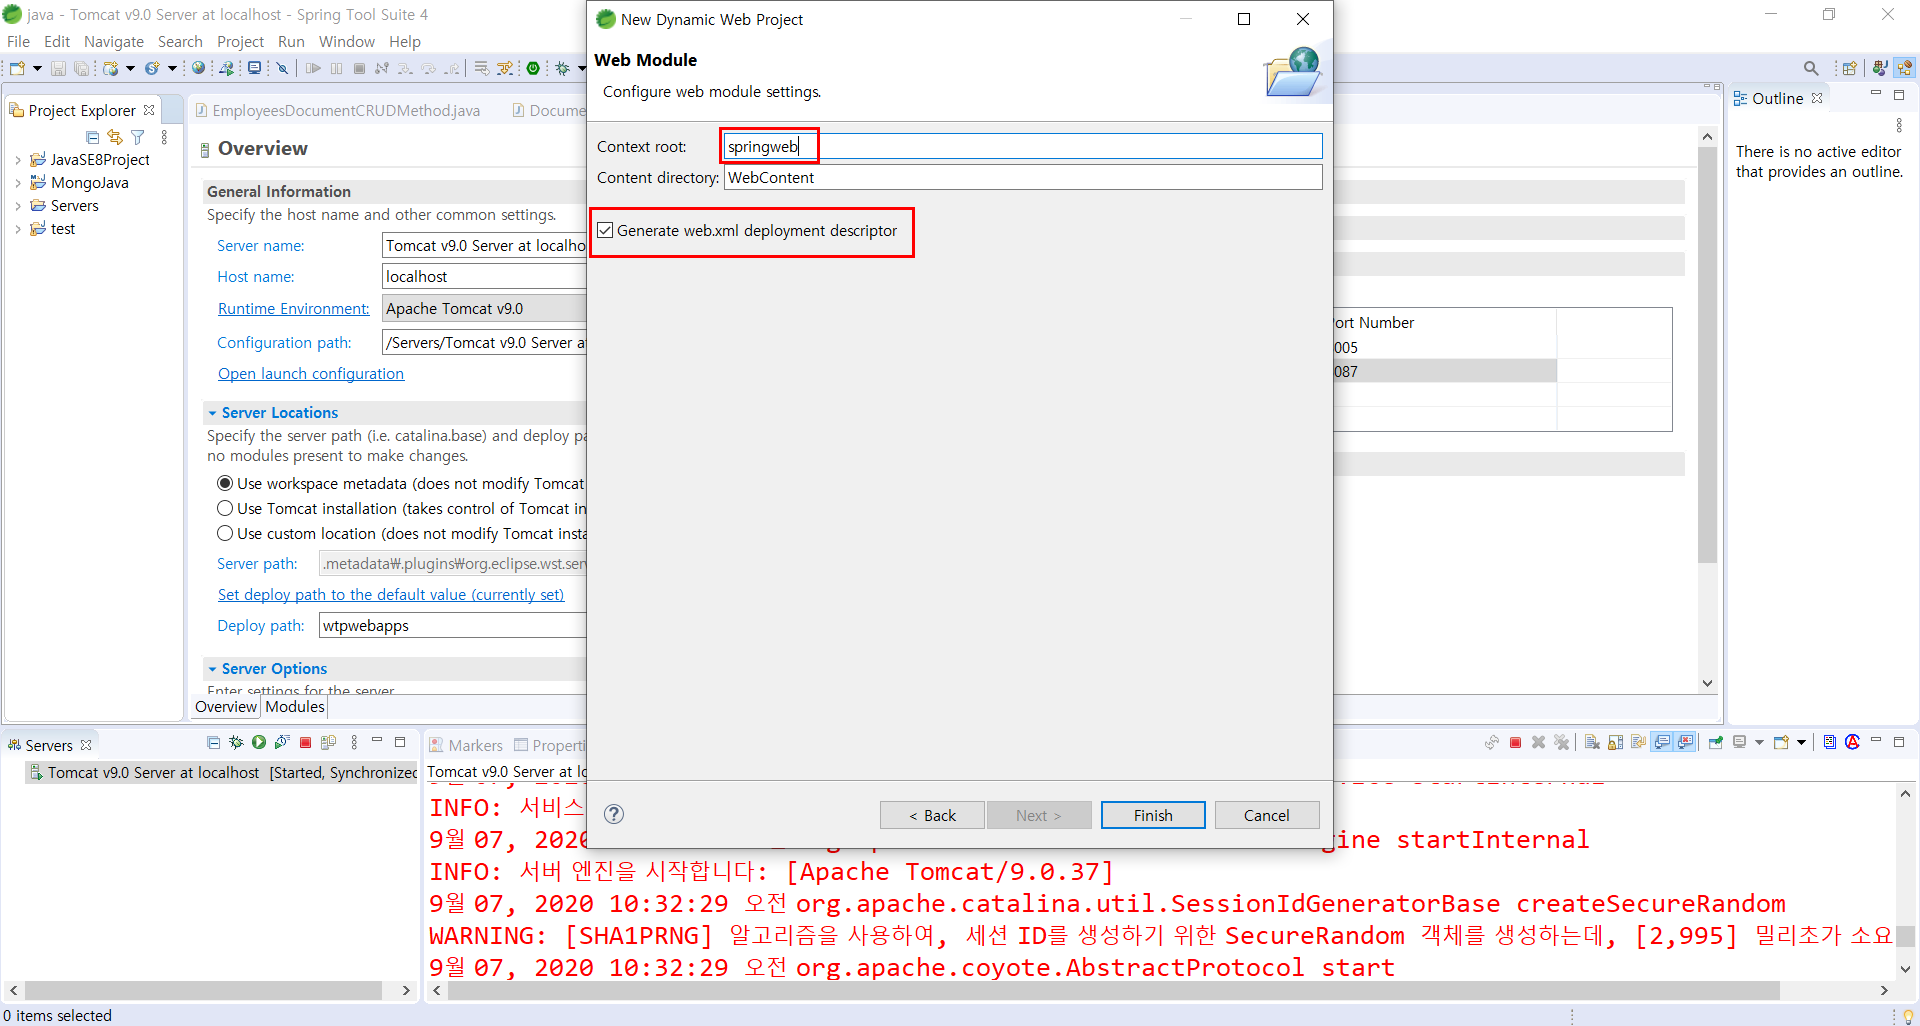 java - Tomcat v9.0 Server at localhost - Spring Tool Suite 4
File Edit Navigate Search Project Run Window Help
Project Explorer
JavaSE8Project
MongoJava
Servers
test
EmployeesDocumentCRUDMethod.java
Docume
Overview
General Information
Specify the host name and other common settings.
Server name:
Tomcat v9.0 Server at localho
Host name:
localhost
Runtime Environment:
Apache Tomcat v9.0
Configuration path:
/Servers/Tomcat v9.0 Server a
Open launch configuration
Server Locations
Specify the server path (i.e. catalina.base) and deploy pa
no modules present to make changes.
Use workspace metadata (does not modify Tomcat
Use Tomcat installation (takes control of Tomcat in
Use custom location (does not modify Tomcat insta
Server path:
.metadata₩.plugins₩org.eclipse.wst.serv
Set deploy path to the default value (currently set)
Deploy path:
wtpwebapps
Server Options
Enter settings for the server.
Overview
Modules
New Dynamic Web Project
Web Module
Configure web module settings.
Context root:
springweb
Content directory:
WebContent
Generate web.xml deployment descriptor
< Back
Next >
Finish
Cancel
ort Number
005
087
Outline
There is no active editor
that provides an outline.
Servers
Tomcat v9.0 Server at localhost [Started, Synchronized
Markers
Properti
Tomcat v9.0 Server at lo
INFO: 서비스
9월 07, 2020
gine startInternal
INFO: 서버 엔진을 시작합니다: [Apache Tomcat/9.0.37]
9월 07, 2020 10:32:29 오전 org.apache.catalina.util.SessionIdGeneratorBase createSecureRandom
WARNING: [SHA1PRNG] 알고리즘을 사용하여, 세션 ID를 생성하기 위한 SecureRandom 객체를 생성하는데, [2,995] 밀리초가 소요
9월 07, 2020 10:32:29 오전 org.apache.coyote.AbstractProtocol start
0 items selected